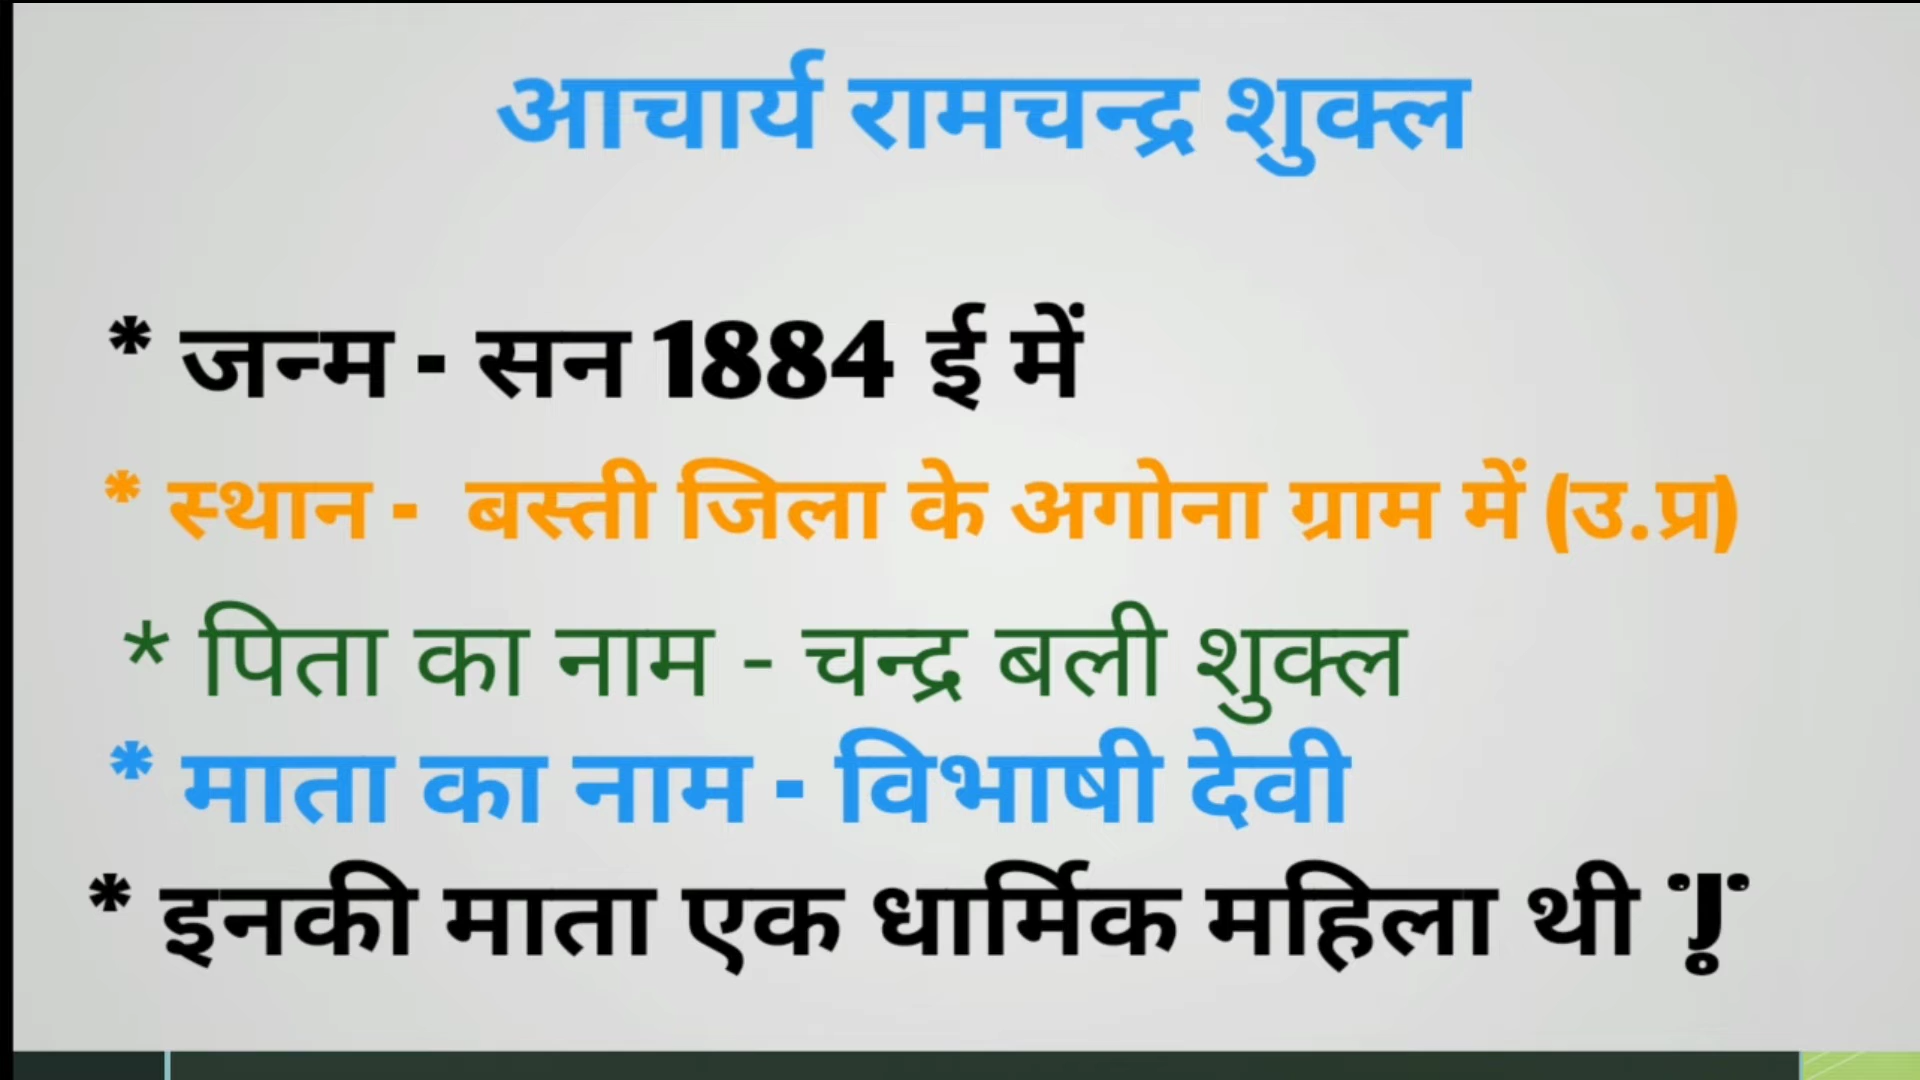 आचार्य रामचन्द्र शुक्ल
* जन्म - सन 1884 ई में
* स्थान - बस्ती जिला के अगोना ग्राम में (उ.प्र)
* पिता का नाम - चन्द्र बली शुक्ल
* माता का नाम - विभाषी देवी
* इनकी माता एक धार्मिक महिला थी